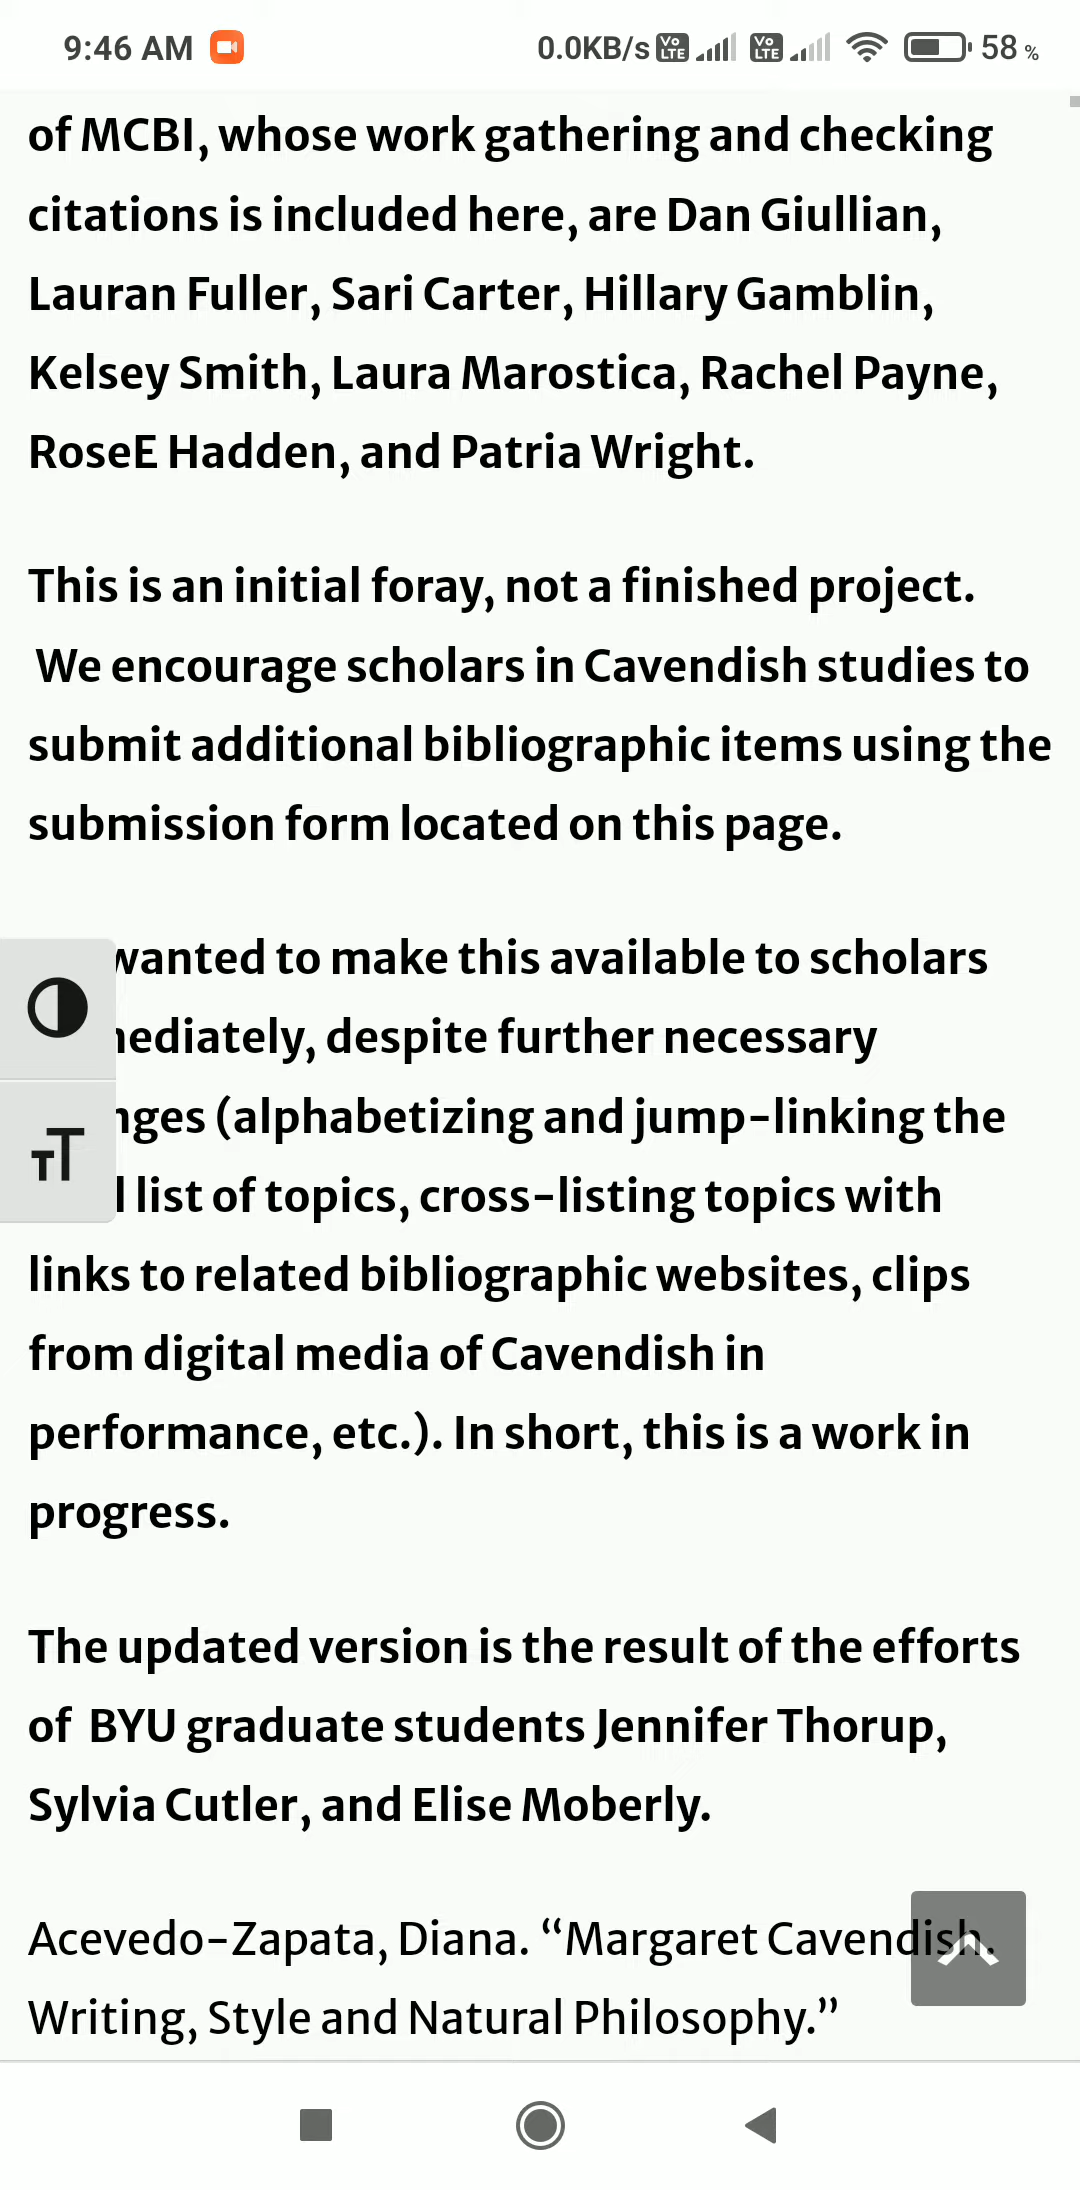 9:46 AM 0.0KB/s Vo LTE Vo LTE 58 %
of MCBI, whose work gathering and checking
citations is included here, are Dan Giullian,
Lauran Fuller, Sari Carter, Hillary Gamblin,
Kelsey Smith, Laura Marostica, Rachel Payne,
RoseE Hadden, and Patria Wright.
This is an initial foray, not a finished project.
We encourage scholars in Cavendish studies to
submit additional bibliographic items using the
submission form located on this page.
wanted to make this available to scholars
despite further necessary
(alphabetizing and jump-linking the
list of topics, cross-listing topics with
links to related bibliographic websites, clips
from digital media of Cavendish in
performance, etc.). In short, this is a work in
progress.
The updated version is the result of the efforts
of BYU graduate students Jennifer Thorup,
Sylvia Cutler, and Elise Moberly.
Acevedo-Zapata, Diana. “Margaret Cavendish.
Writing, Style and Natural Philosophy.”
TT